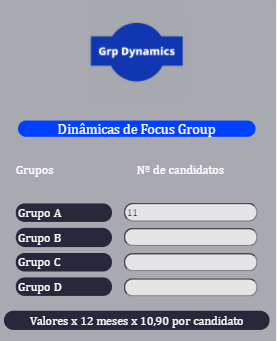 Grp Dynamics
Dinâmicas de Focus Group
Grupos Nº de candidatos
Grupo A 11
Grupo B
Grupo C
Grupo D
Valores x 12 meses x 10,90 por candidato